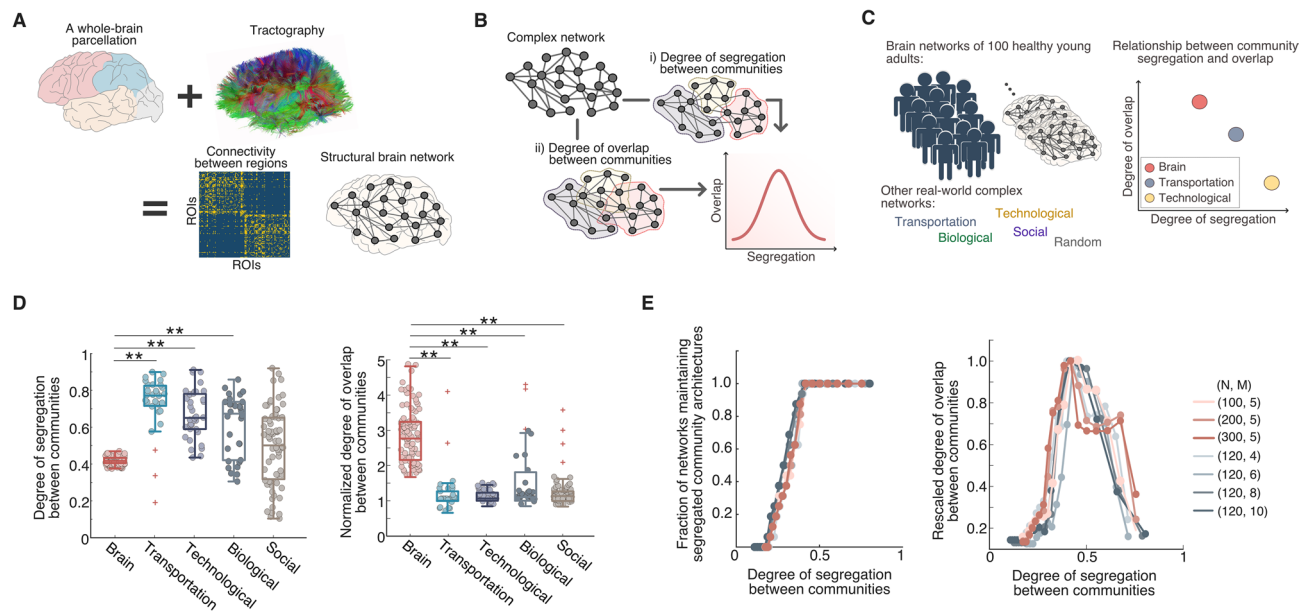 A
A whole-brain
parcellation
Tractography
+
=
Connectivity
between regions
ROIs
ROIs
Structural brain network
B
Complex network
i) Degree of segregation
between communities
ii) Degree of overlap
between communities
Overlap
Segregation
C
Brain networks of 100 healthy young
adults:
Other real-world complex
networks:
Transportation
Technological
Biological
Social
Random
Relationship between community
segregation and overlap
Degree of overlap
Brain
Transportation
Technological
Degree of segregation
D
Degree of segregation
between communities
1
0.8
0.6
0.4
0.2
0
**
**
**
Brain
Transportation
Technological
Biological
Social
Normalized degree of overlap
between communities
5
4
3
2
1
0
**
**
**
**
Brain
Transportation
Technological
Biological
Social
E
Fraction of networks maintaining
segregated community architectures
1.0
0.8
0.6
0.4
0.2
0
0
0.5
1
Degree of segregation
between communities
Rescaled degree of overlap
between communities
1.0
0.8
0.6
0.4
0.2
0
0.5
1
Degree of segregation
between communities
(N, M)
(100, 5)
(200, 5)
(300, 5)
(120, 4)
(120, 6)
(120, 8)
(120, 10)